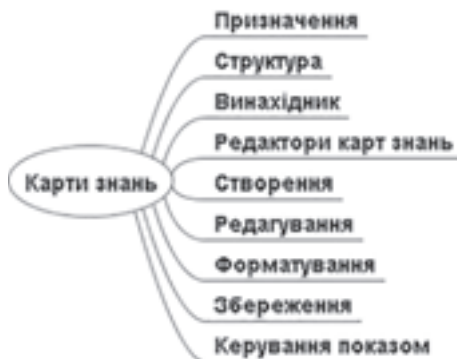 Призначення
Структура
Винахідник
Редактори карт знань
Карти знань
Створення
Редагування
Форматування
Збереження
Керування показом